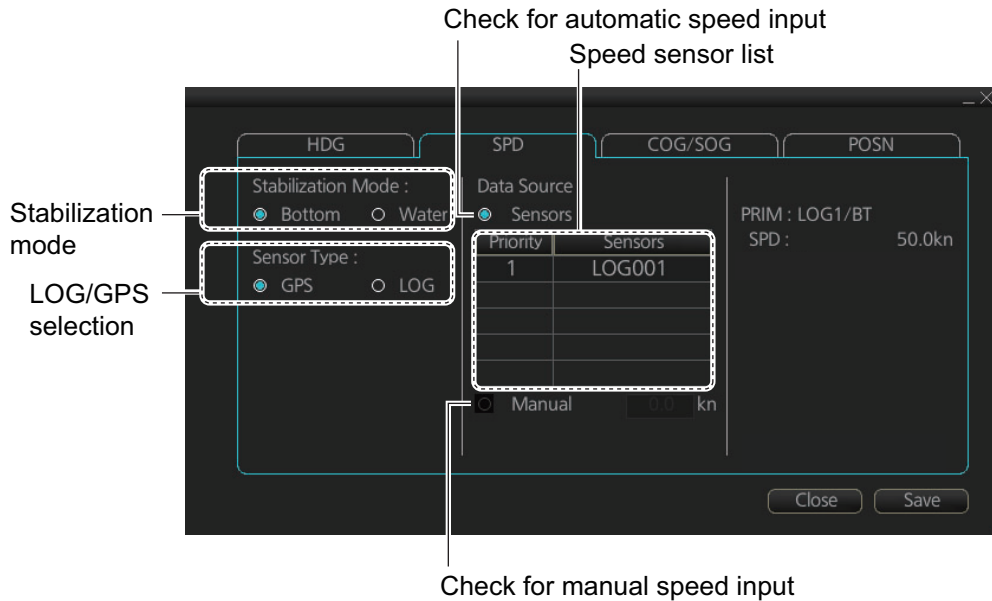 Check for automatic speed input
Speed sensor list
HDG
SPD
COG/SOG
POSN
Stabilization Mode :
Bottom
Water
Stabilization mode
Sensor Type :
GPS
LOG
LOG/GPS selection
Data Source
Sensors
Priority
Sensors
1
LOG001
Manual
0.0
kn
PRIM : LOG1/BT
SPD :
50.0kn
Close
Save
Check for manual speed input